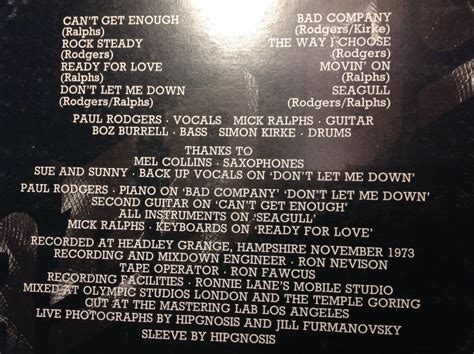 CAN'T GET ENOUGH
(Ralphs)
ROCK STEADY
(Rodgers)
READY FOR LOVE
(Ralphs)
DON'T LET ME DOWN
(Rodgers/Ralphs)
BAD COMPANY
(Rodgers/Kirke)
THE WAY I CHOOSE
(Rodgers)
MOVIN' ON
(Ralphs)
SEAGULL
(Rodgers/Ralphs)
PAUL RODGERS · VOCALS MICK RALPHS · GUITAR
BOZ BURRELL · BASS SIMON KIRKE · DRUMS
THANKS TO
MEL COLLINS · SAXOPHONES
SUE AND SUNNY · BACK UP VOCALS ON 'DON'T LET ME DOWN'
PAUL RODGERS · PIANO ON 'BAD COMPANY' 'DON'T LET ME DOWN'
SECOND GUITAR ON 'CAN'T GET ENOUGH'
ALL INSTRUMENTS ON 'SEAGULL'
MICK RALPHS · KEYBOARDS ON 'READY FOR LOVE'
RECORDED AT HEADLEY GRANGE, HAMPSHIRE NOVEMBER 1973
RECORDING AND MIXDOWN ENGINEER · RON NEVISON
TAPE OPERATOR · RON FAWCUS
RECORDING FACILITIES · RONNIE LANE'S MOBILE STUDIO
MIXED AT OLYMPIC STUDIOS LONDON AND THE TEMPLE GORING
CUT AT THE MASTERING LAB LOS ANGELES
LIVE PHOTOGRAPHS BY HIPGNOSIS AND JILL FURMANOVSKY
SLEEVE BY HIPGNOSIS